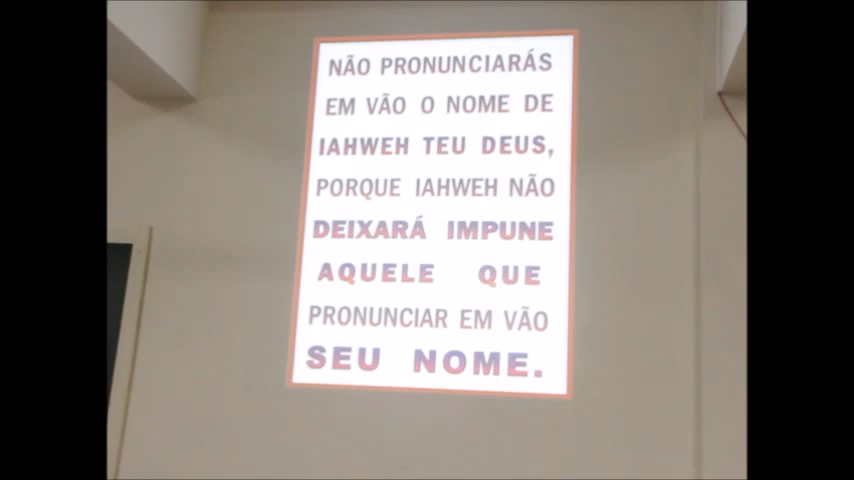 NÃO PRONUNCIARÁS
EM VÃO O NOME DE
IAHWEH TEU DEUS,
PORQUE IAHWEH NÃO
DEIXARÁ IMPUNE
AQUELE QUE
PRONUNCIAR EM VÃO
SEU NOME.